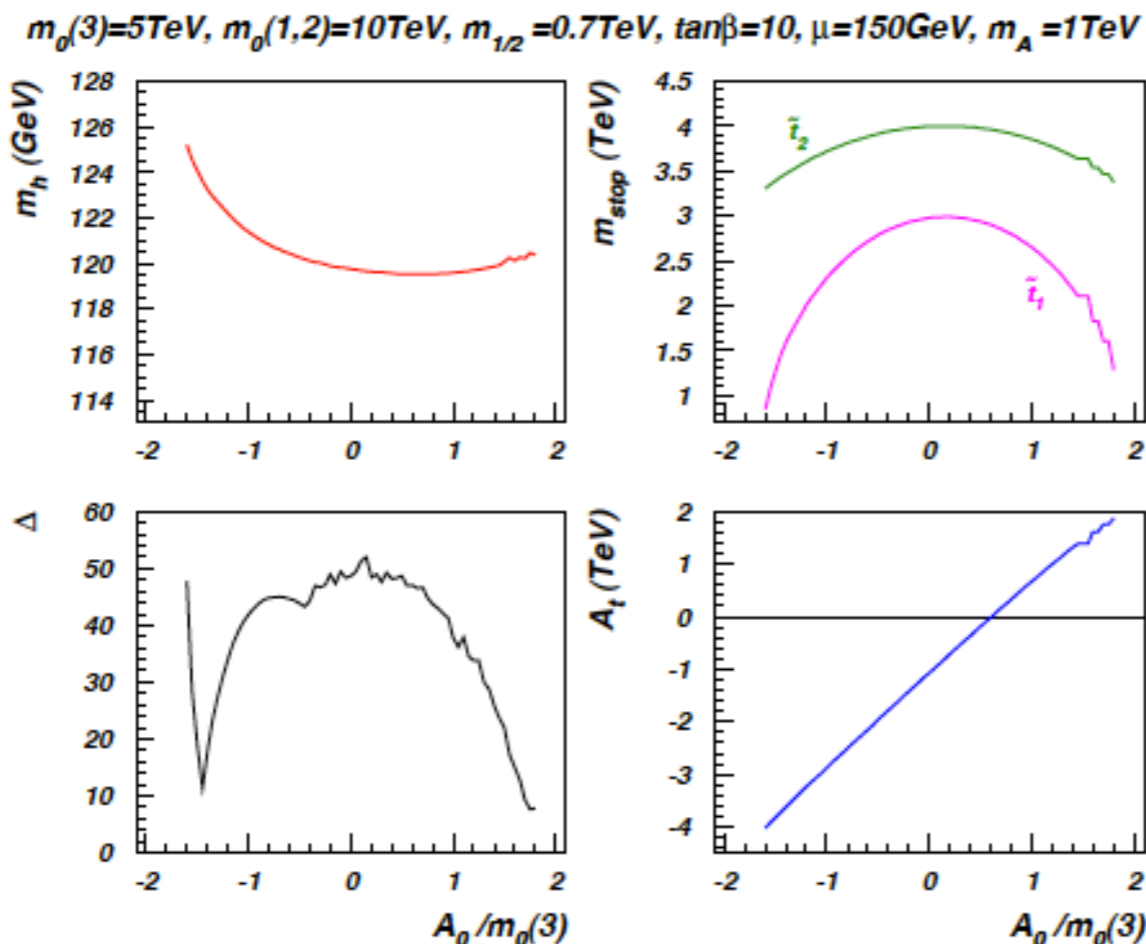 m₀(3)=5TeV, m₀(1,2)=10TeV, m₁/₂ =0.7TeV, tanβ=10, μ=150GeV, m_A =1TeV
m_h (GeV)
128
126
124
122
120
118
116
114
-2 -1 0 1 2
m_stop (TeV)
4.5
4
3.5
3
2.5
2
1.5
1
t̃₂
t̃₁
-2 -1 0 1 2
Δ
60
50
40
30
20
10
0
-2 -1 0 1 2
A₀ /m₀(3)
A_t (TeV)
2
1
0
-1
-2
-3
-4
-2 -1 0 1 2
A₀ /m₀(3)